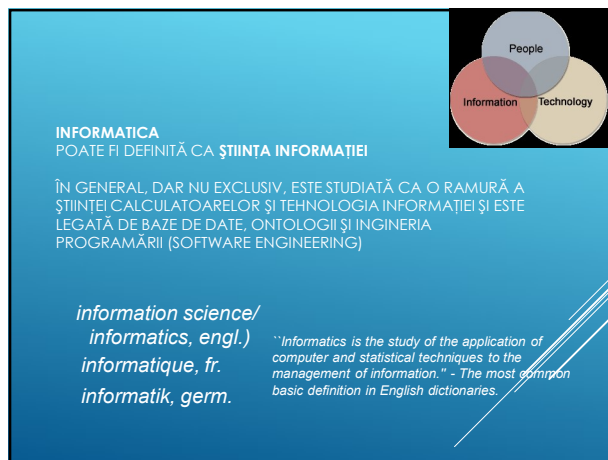 People
Information
Technology
INFORMATICA
POATE FI DEFINITĂ CA ŞTIINŢA INFORMAŢIEI
ÎN GENERAL, DAR NU EXCLUSIV, ESTE STUDIATĂ CA O RAMURĂ A
ŞTIINŢEI CALCULATOARELOR ŞI TEHNOLOGIA INFORMAŢIEI ŞI ESTE
LEGATĂ DE BAZE DE DATE, ONTOLOGII ŞI INGINERIA
PROGRAMĂRII (SOFTWARE ENGINEERING)
information science/
informatics, engl.)
informatique, fr.
informatik, germ.
``Informatics is the study of the application of
computer and statistical techniques to the
management of information.'' - The most common
basic definition in English dictionaries.